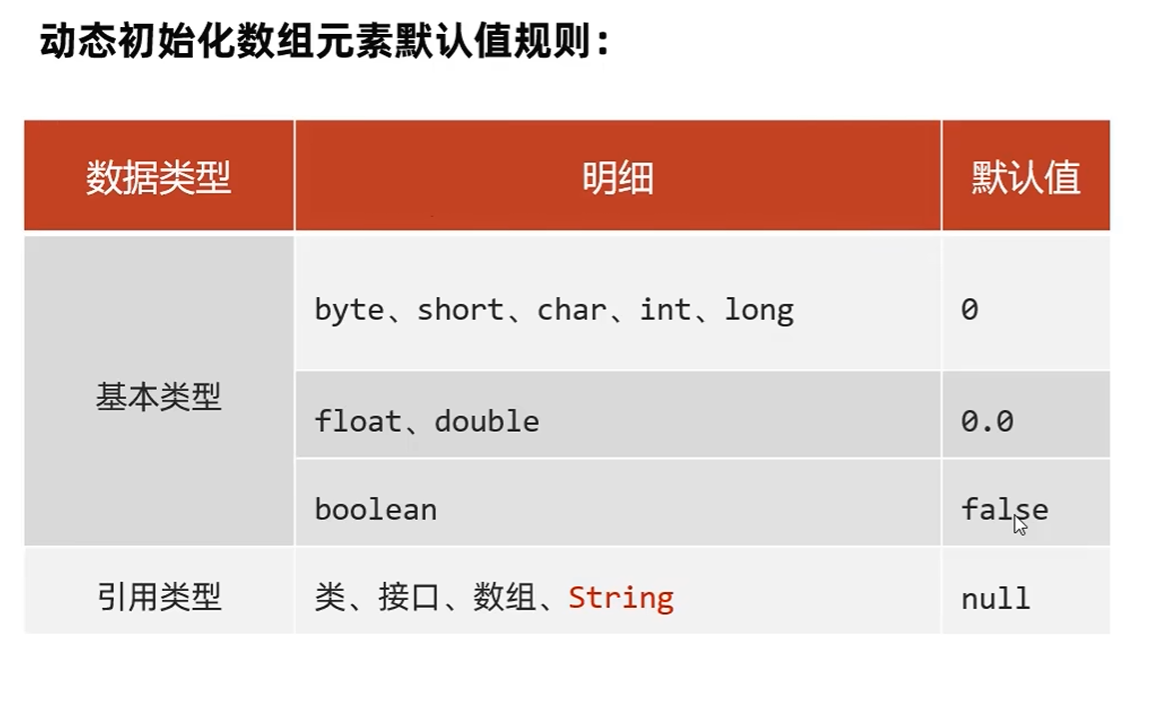 动态初始化数组元素默认值规则：
数据类型 明细 默认值
byte、short、char、int、long 0
基本类型
float、double 0.0
boolean false
引用类型 类、接口、数组、String null